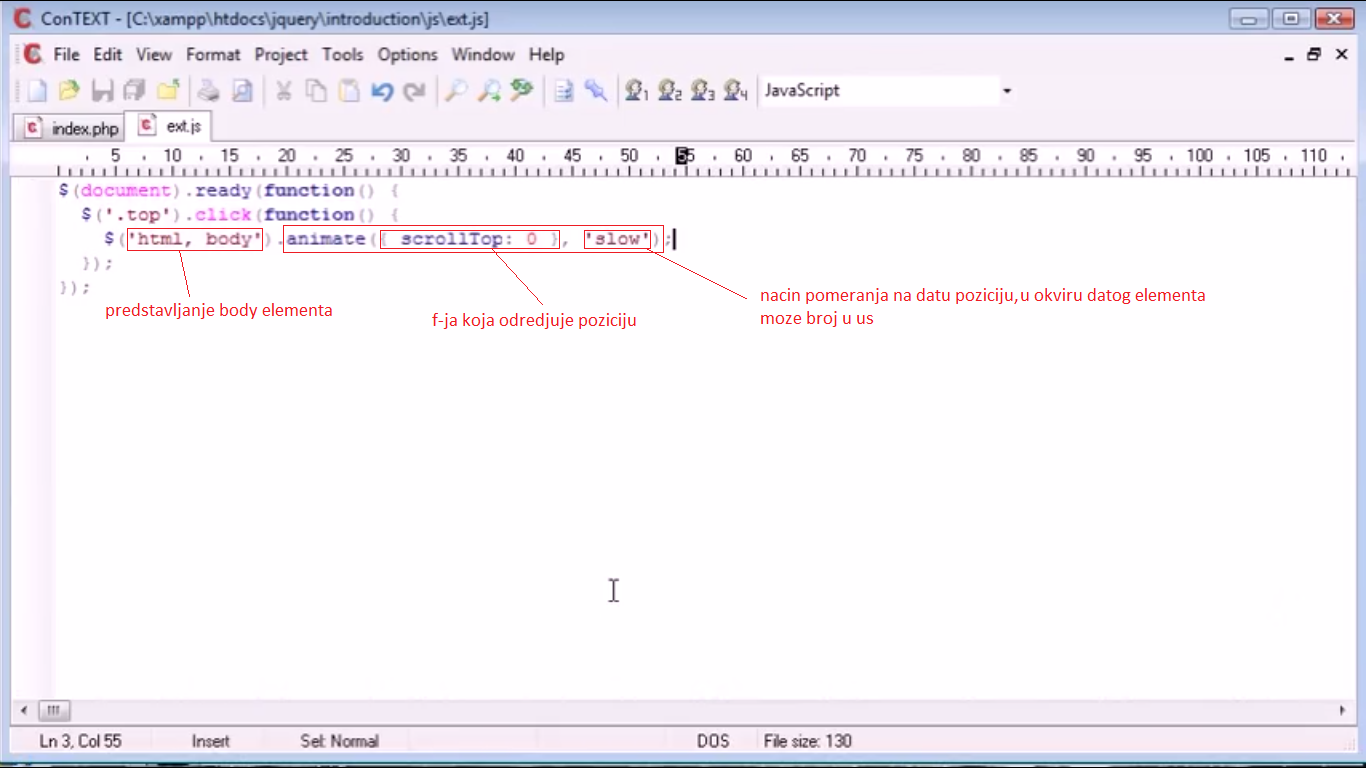 ConTEXT - [C:\xampp\htdocs\jquery\introduction\js\ext.js]
File Edit View Format Project Tools Options Window Help
1 2 3 4 JavaScript
index.php ext.js
5 10 15 20 25 30 35 40 45 50 55 60 65 70 75 80 85 90 95 100 105 110
$(document).ready(function() {
$('.top').click(function() {
$('html, body').animate({ scrollTop: 0 }, 'slow');
});
});
predstavljanje body elementa
f-ja koja odredjuje poziciju
nacin pomeranja na datu poziciju,u okviru datog elementa
moze broj u us
Ln 3, Col 55 Insert Sel: Normal DOS File size: 130